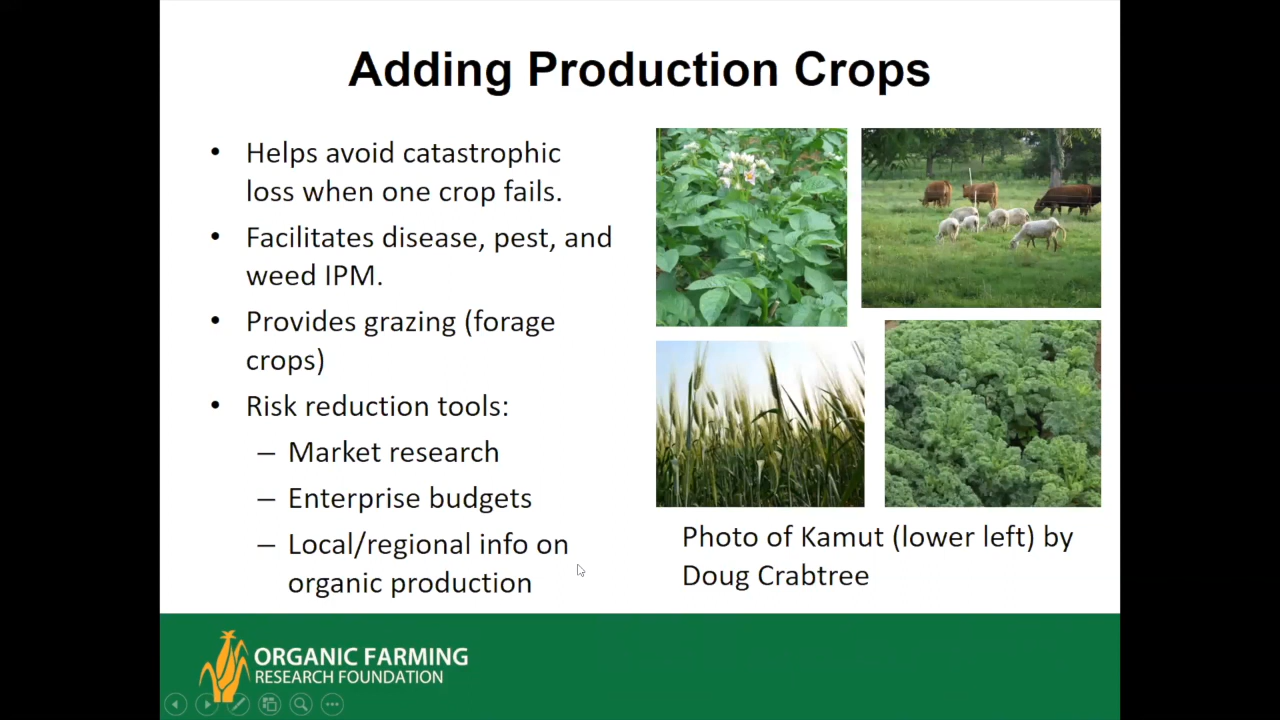 Adding Production Crops
• Helps avoid catastrophic
loss when one crop fails.
• Facilitates disease, pest, and
weed IPM.
• Provides grazing (forage
crops)
• Risk reduction tools:
– Market research
– Enterprise budgets
– Local/regional info on
organic production
Photo of Kamut (lower left) by
Doug Crabtree
ORGANIC FARMING
RESEARCH FOUNDATION